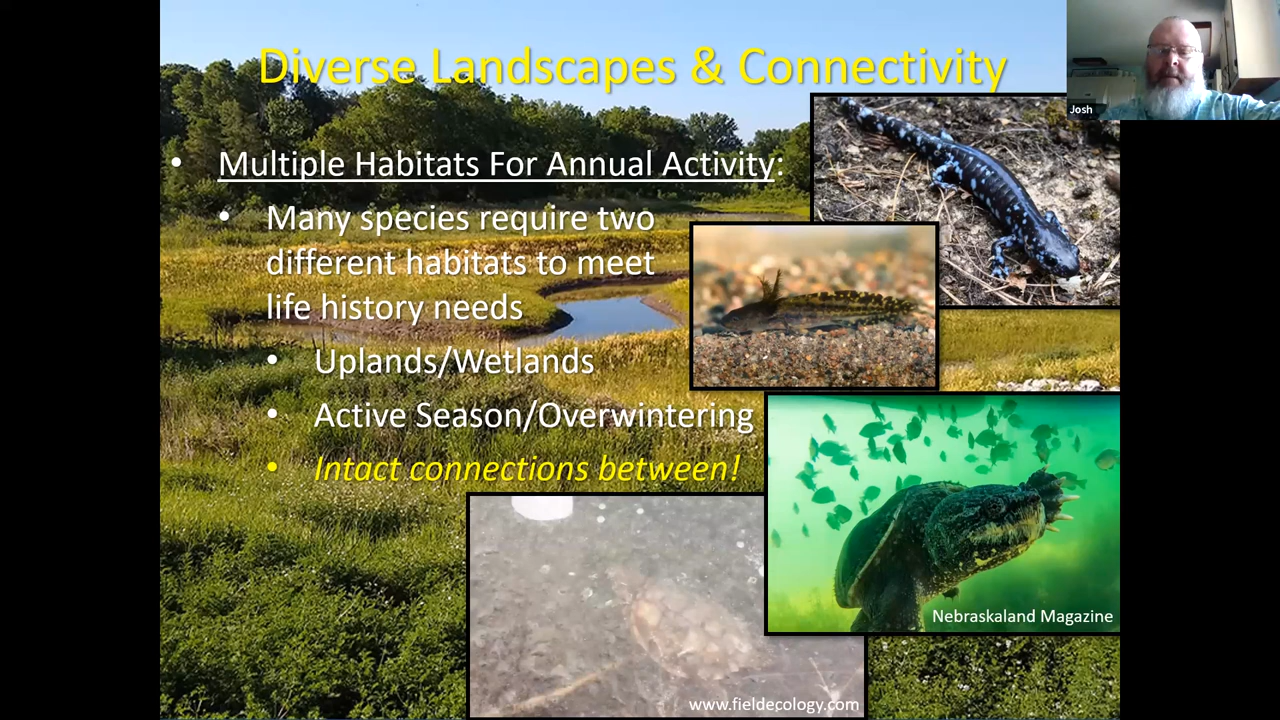 Diverse Landscapes & Connectivity
Josh
• Multiple Habitats For Annual Activity:
• Many species require two
different habitats to meet
life history needs
• Uplands/Wetlands
• Active Season/Overwintering
• Intact connections between!
Nebraskaland Magazine
www.fieldecology.com